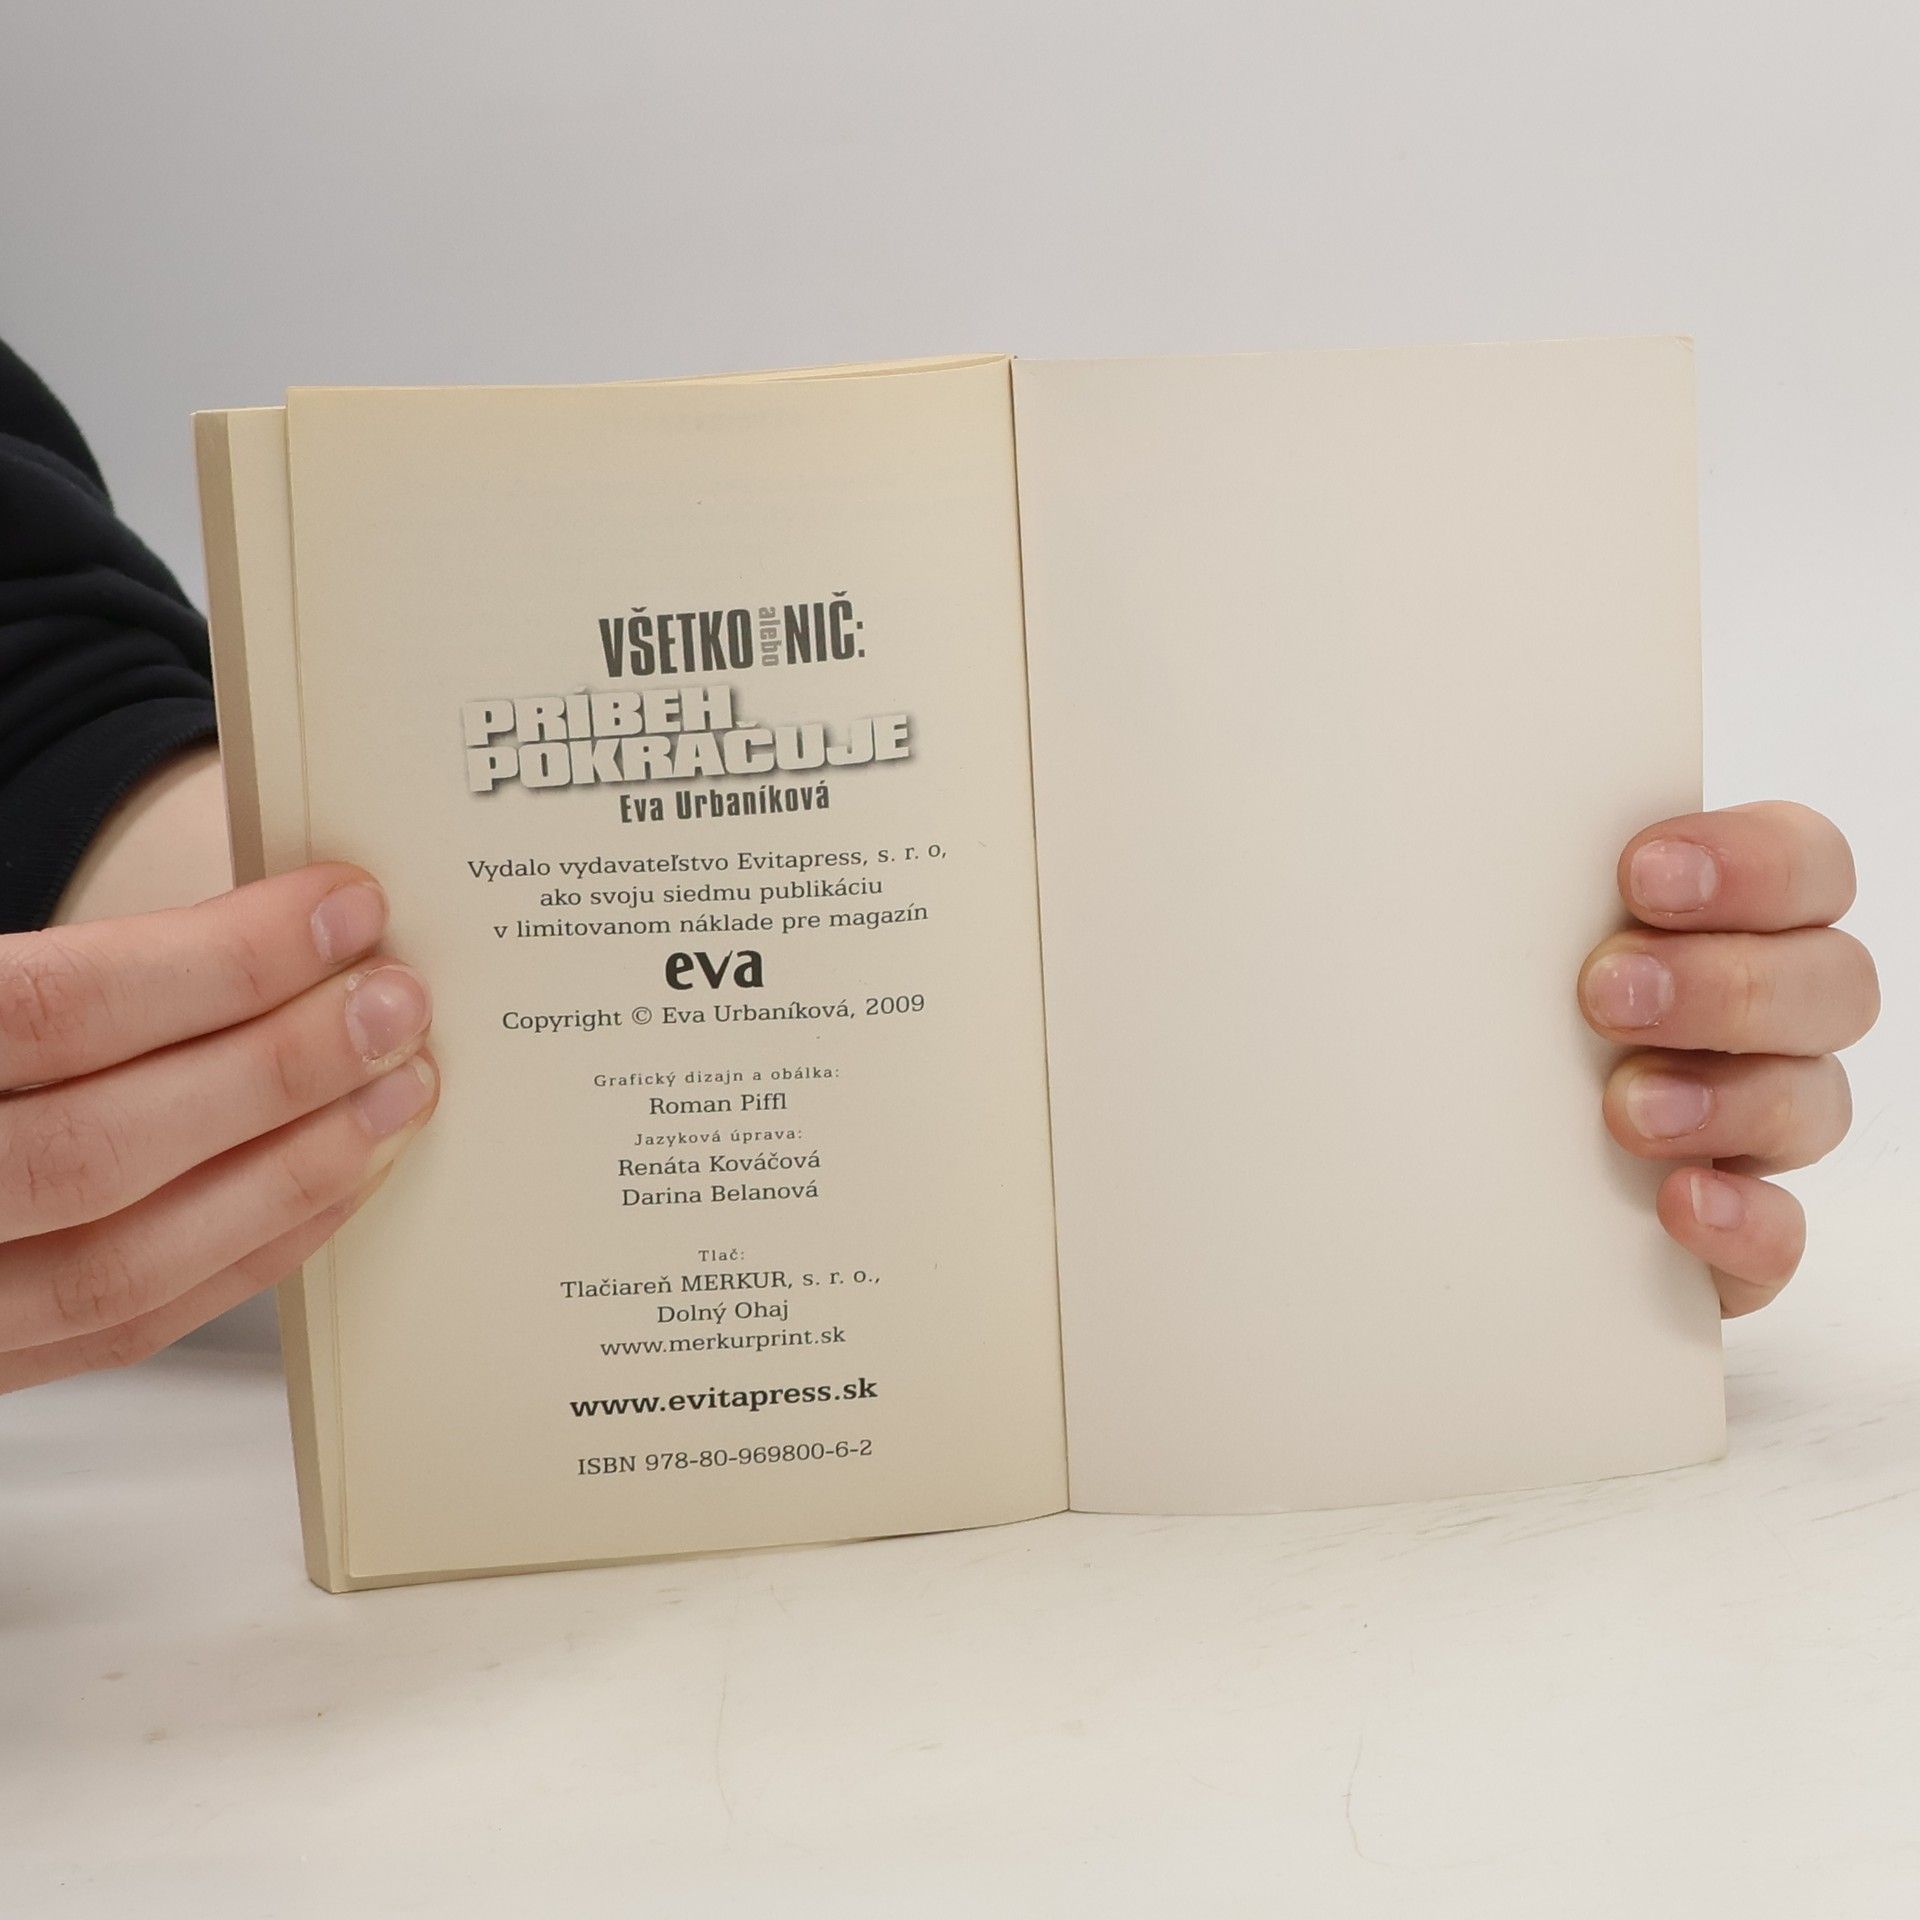 VŠETKO alebo NIČ:
PRÍBEH
POKRAČUJE
Eva Urbaníková
Vydalo vydavateľstvo Evitapress, s. r. o,
ako svoju siedmu publikáciu
v limitovanom náklade pre magazín
eva
Copyright © Eva Urbaníková, 2009
Grafický dizajn a obálka:
Roman Piffl
Jazyková úprava:
Renáta Kováčová
Darina Belanová
Tlač:
Tlačiareň MERKUR, s. r. o.,
Dolný Ohaj
www.merkurprint.sk
www.evitapress.sk
ISBN 978-80-969800-6-2